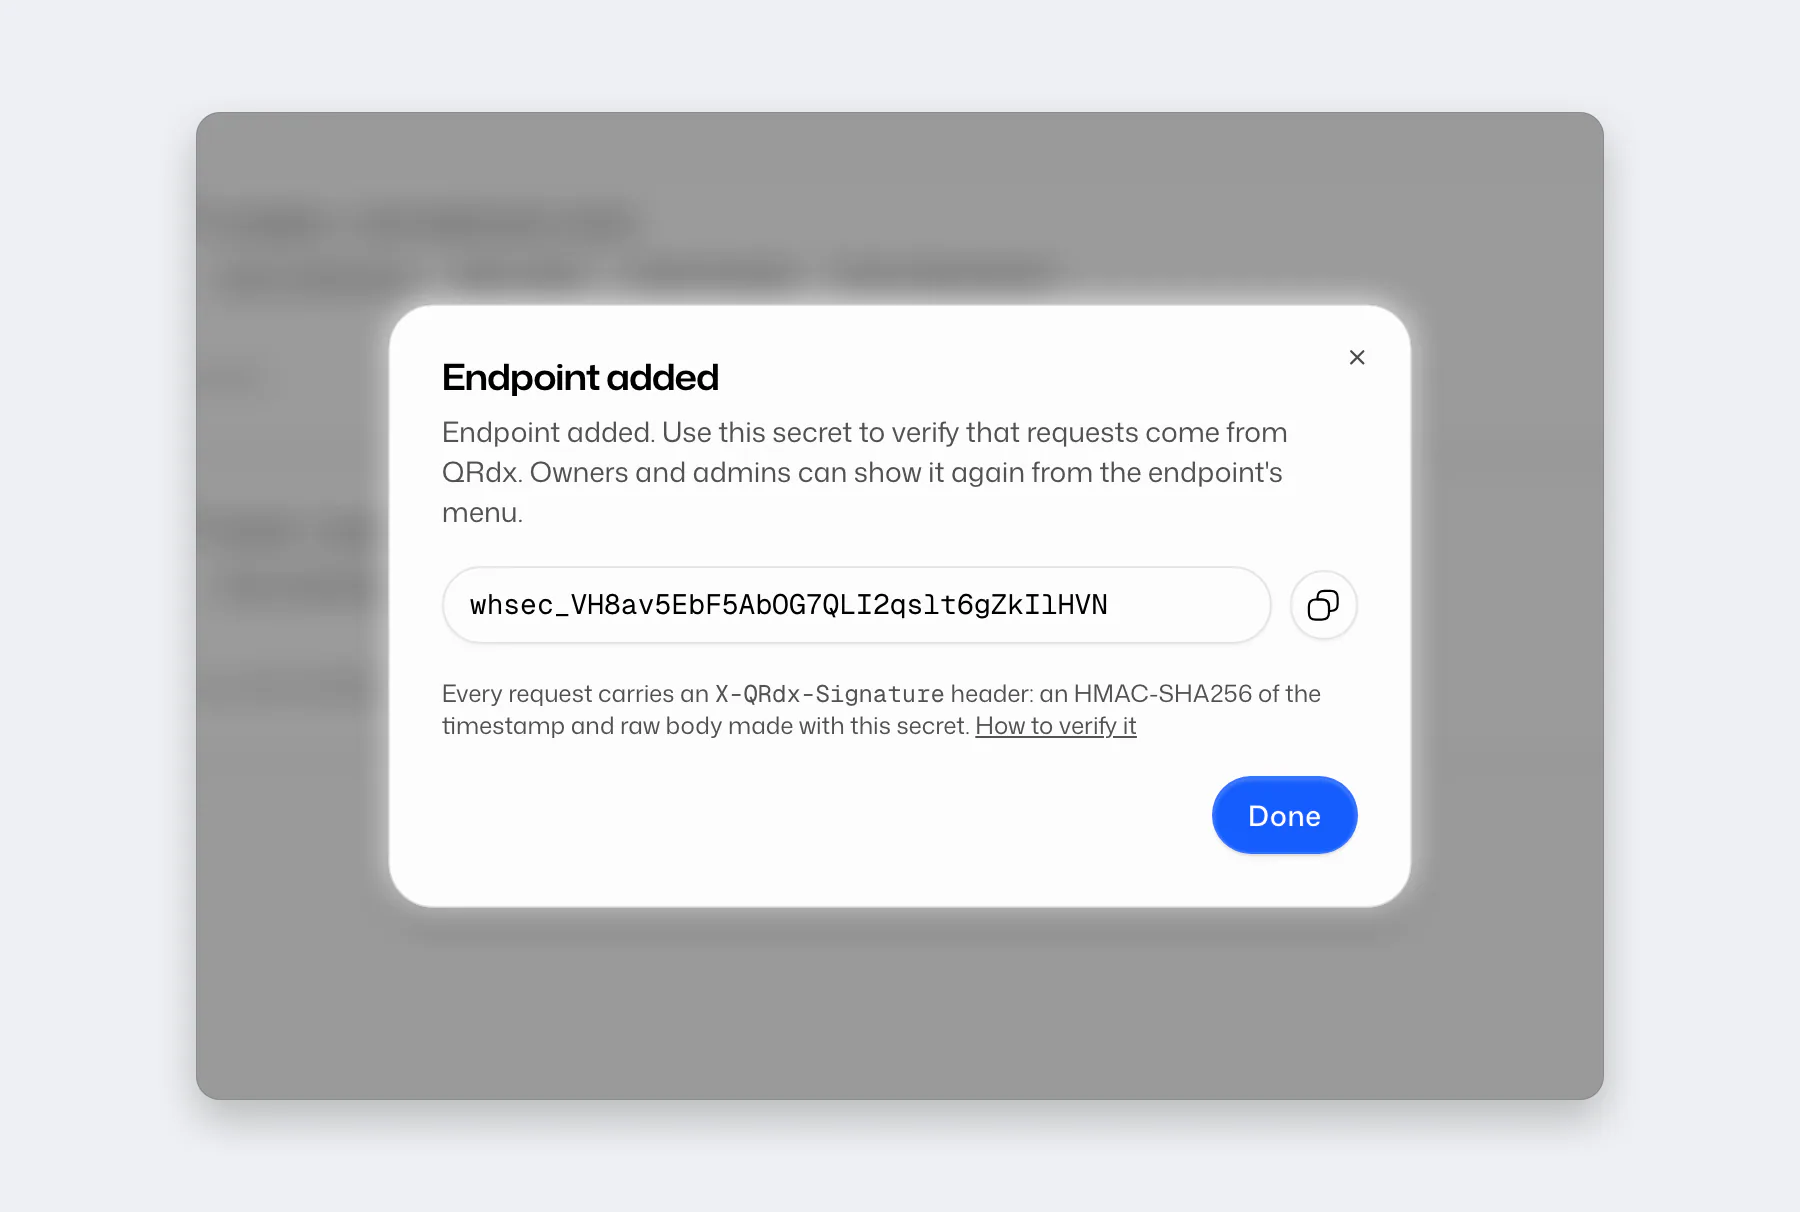 Endpoint added
Endpoint added. Use this secret to verify that requests come from
QRdx. Owners and admins can show it again from the endpoint's
menu.
whsec_VH8av5EbF5AbOG7QLI2qslt6gZkIlHVN
Every request carries an X-QRdx-Signature header: an HMAC-SHA256 of the
timestamp and raw body made with this secret. How to verify it
Done